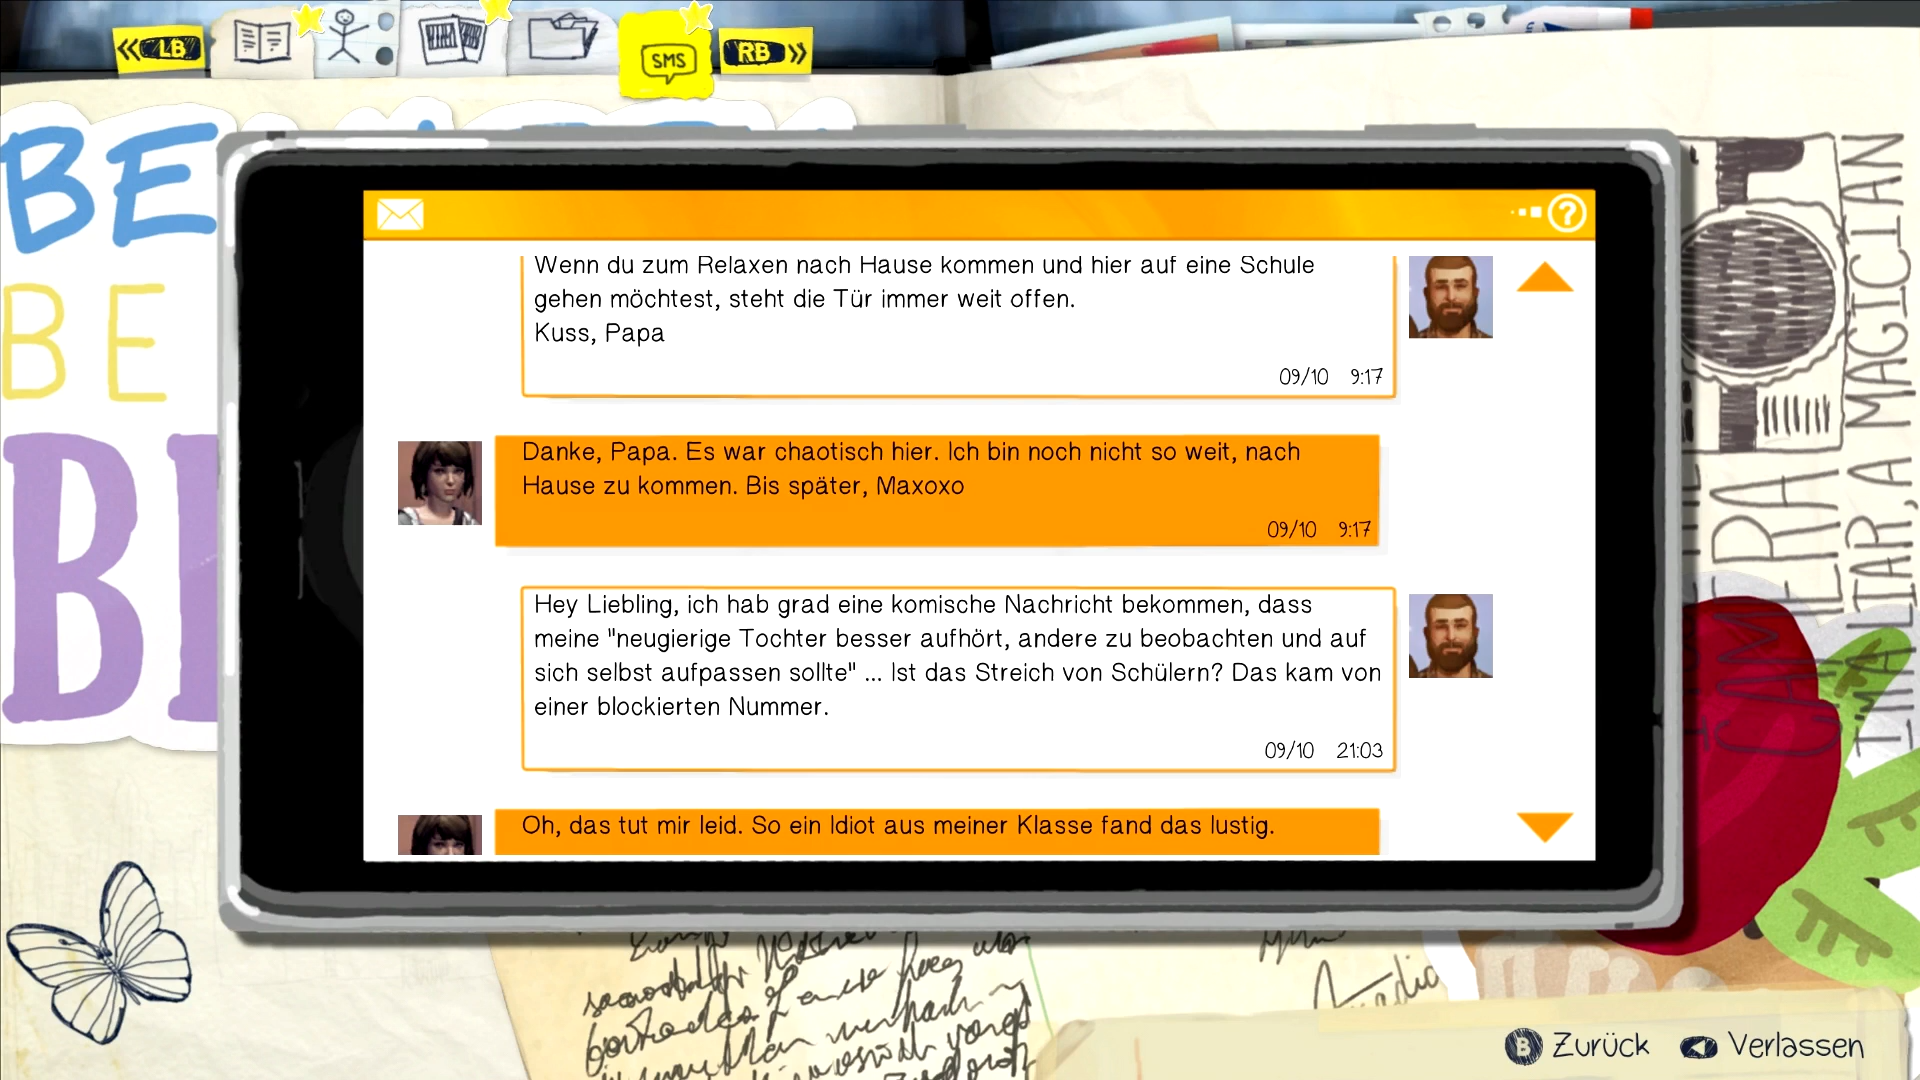 LB
SMS
RB
BE
BE
Wenn du zum Relaxen nach Hause kommen und hier auf eine Schule
gehen möchtest, steht die Tür immer weit offen.
Kuss, Papa
09/10 9:17
Danke, Papa. Es war chaotisch hier. Ich bin noch nicht so weit, nach
Hause zu kommen. Bis später, Maxoxo
09/10 9:17
Hey Liebling, ich hab grad eine komische Nachricht bekommen, dass
meine "neugierige Tochter besser aufhört, andere zu beobachten und auf
sich selbst aufpassen sollte" ... Ist das Streich von Schülern? Das kam von
einer blockierten Nummer.
09/10 21:03
Oh, das tut mir leid. So ein Idiot aus meiner Klasse fand das lustig.
CAMERA
I'M A LIAR, A MAGICIAN
B Zurück
Verlassen